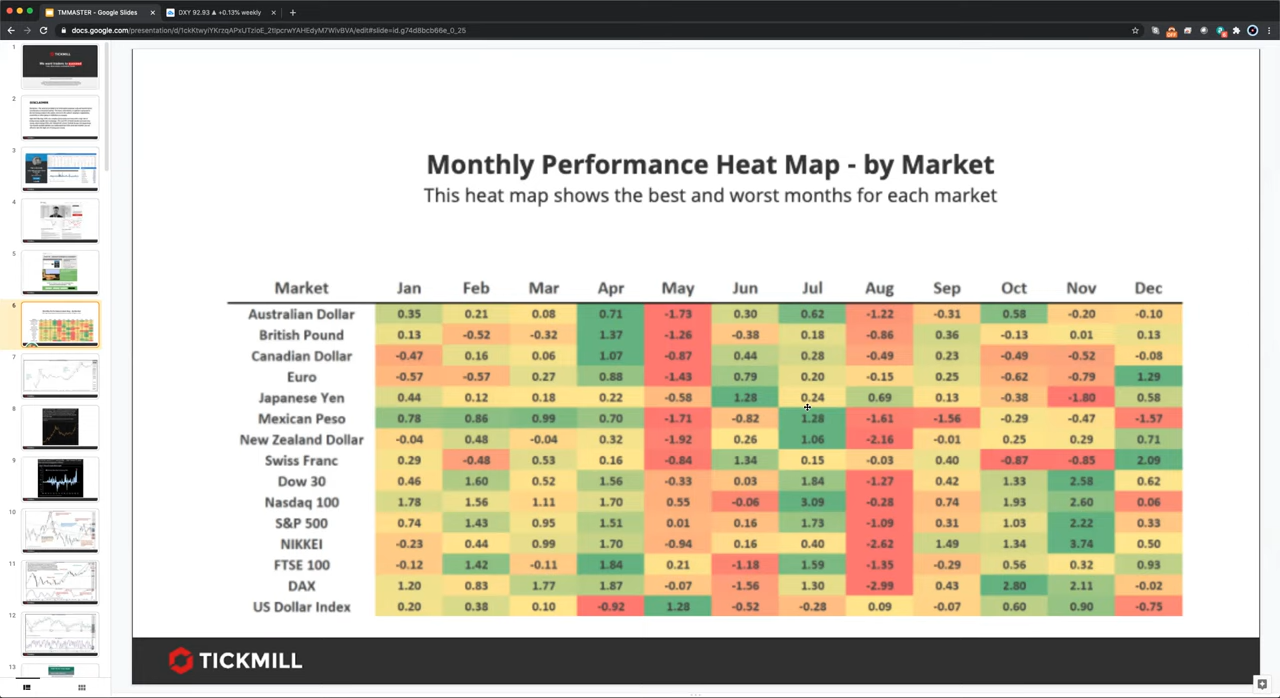 TMMASTER - Google Slides × DXY 92.93 ▲ +0.13% weekly × +
docs.google.com/presentation/d/1ckKtwyiYKrzqAPxUTzioE_2tlpcrwYAHEdyM7WivBVA/edit#slide=id.g74d8bcb66e_0_25
1
2
3
4
5
6
7
8
9
10
11
12
13
Monthly Performance Heat Map - by Market
This heat map shows the best and worst months for each market
Market Jan Feb Mar Apr May Jun Jul Aug Sep Oct Nov Dec
Australian Dollar 0.35 0.21 0.08 0.71 -1.73 0.30 0.62 -1.22 -0.31 0.58 -0.20 -0.10
British Pound 0.13 -0.52 -0.32 1.37 -1.26 -0.38 0.18 -0.86 0.36 -0.13 0.01 0.13
Canadian Dollar -0.47 0.16 0.06 1.07 -0.87 0.44 0.28 -0.49 0.23 -0.49 -0.52 -0.08
Euro -0.57 -0.57 0.27 0.88 -1.43 0.79 0.20 -0.15 0.25 -0.62 -0.79 1.29
Japanese Yen 0.44 0.12 0.18 0.22 -0.58 1.28 0.24 0.69 0.13 -0.38 -1.80 0.58
Mexican Peso 0.78 0.86 0.99 0.70 -1.71 -0.82 1.28 -1.61 -1.56 -0.29 -0.47 -1.57
New Zealand Dollar -0.04 0.48 -0.04 0.32 -1.92 0.26 1.06 -2.16 -0.01 0.25 0.29 0.71
Swiss Franc 0.29 -0.48 0.53 0.16 -0.84 1.34 0.15 -0.03 0.40 -0.87 -0.85 2.09
Dow 30 0.46 1.60 0.52 1.56 -0.33 0.03 1.84 -1.27 0.42 1.33 2.58 0.62
Nasdaq 100 1.78 1.56 1.11 1.70 0.55 -0.06 3.09 -0.28 0.74 1.93 2.60 0.06
S&P 500 0.74 1.43 0.95 1.51 0.01 0.16 1.73 -1.09 0.31 1.03 2.22 0.33
NIKKEI -0.23 0.44 0.99 1.70 -0.94 0.16 0.40 -2.62 1.49 1.34 3.74 0.50
FTSE 100 -0.12 1.42 -0.11 1.84 0.21 -1.18 1.59 -1.35 -0.29 0.56 0.32 0.93
DAX 1.20 0.83 1.77 1.87 -0.07 -1.56 1.30 -2.99 0.43 2.80 2.11 -0.02
US Dollar Index 0.20 0.38 0.10 -0.92 1.28 -0.52 -0.28 0.09 -0.07 0.60 0.90 -0.75
TICKMILL